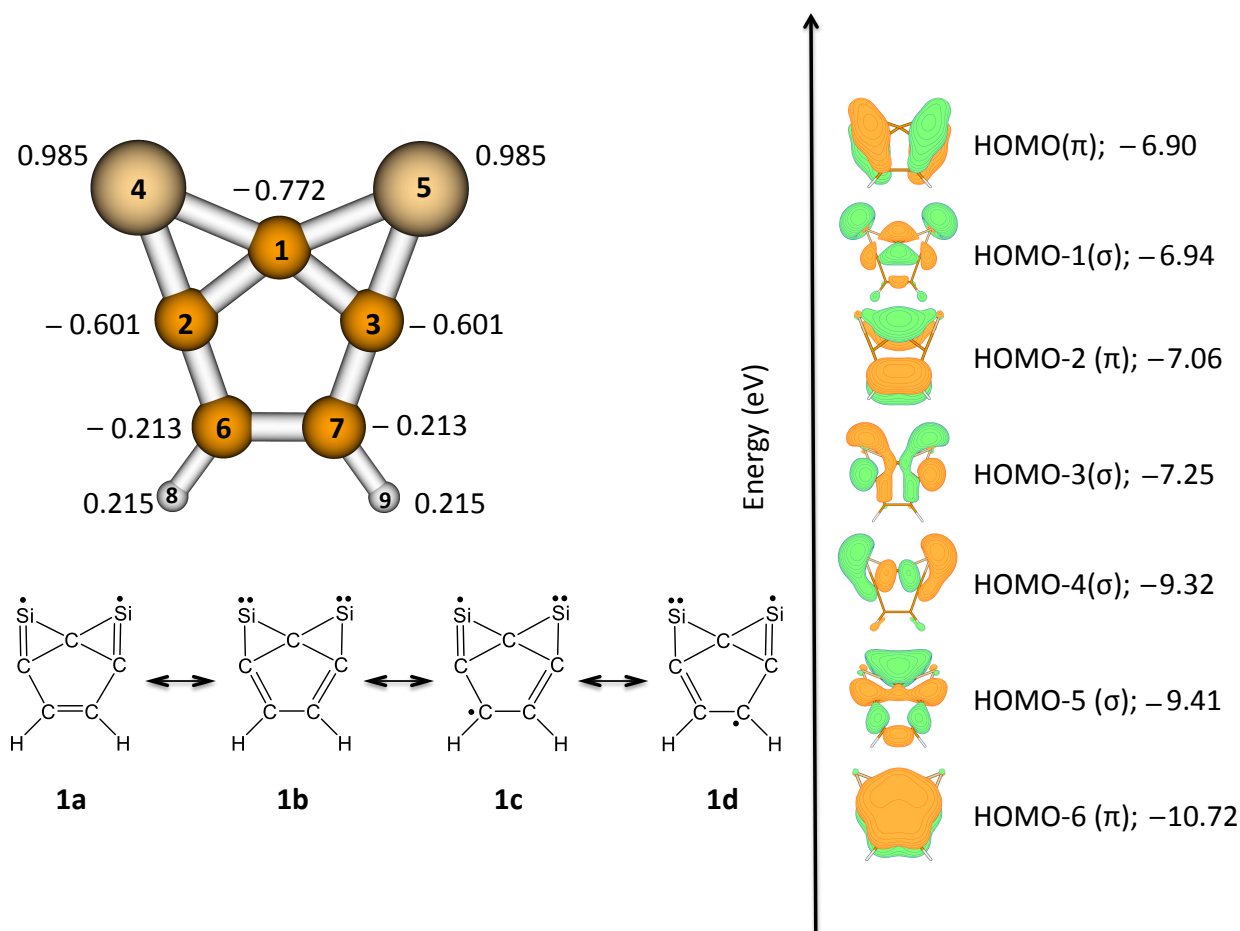 0.985
0.985
– 0.772
4
5
1
– 0.601
2
3
– 0.601
– 0.213
6
7
– 0.213
0.215
8
9
0.215
Si
Si
C
C
C
C
C
H
H
1a
Si
Si
C
C
C
C
C
H
H
1b
Si
Si
C
C
C
C
C
H
H
1c
Si
Si
C
C
C
C
C
H
H
1d
Energy (eV)
HOMO(π); −6.90
HOMO-1(σ); −6.94
HOMO-2 (π); −7.06
HOMO-3(σ); −7.25
HOMO-4(σ); −9.32
HOMO-5 (σ); −9.41
HOMO-6 (π); −10.72